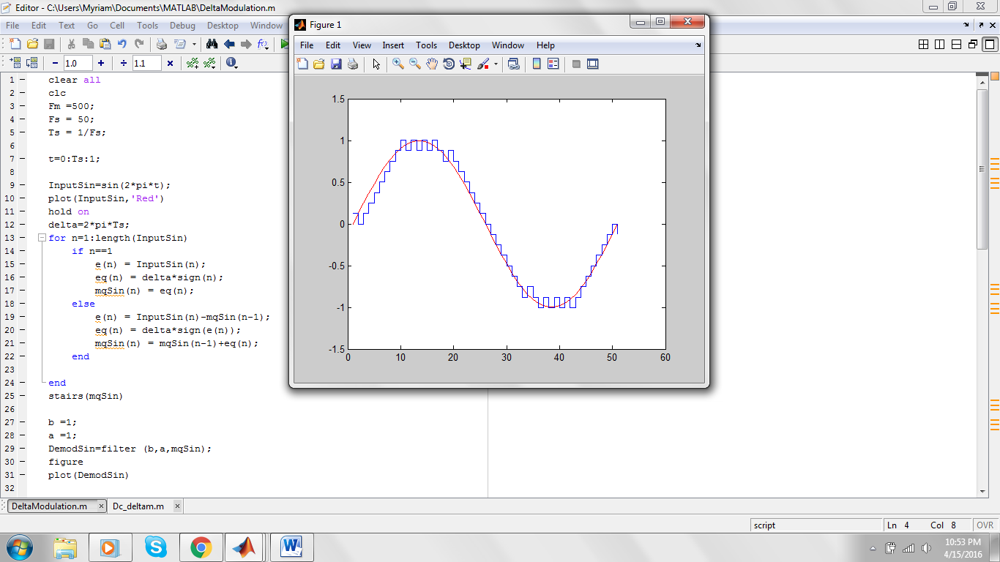 Editor - C:\Users\Myriam\Documents\MATLAB\DeltaModulation.m
File Edit Text Go Cell Tools Debug Desktop Window
1.0
1.1
1 clear all
2 clc
3 Fm =500;
4 Fs = 50;
5 Ts = 1/Fs;
6
7 t=0:Ts:1;
8
9 InputSin=sin(2*pi*t);
10 plot(InputSin,'Red')
11 hold on
12 delta=2*pi*Ts;
13 for n=1:length(InputSin)
14 if n==1
15 e(n) = InputSin(n);
16 eq(n) = delta*sign(n);
17 mqSin(n) = eq(n);
18 else
19 e(n) = InputSin(n)-mqSin(n-1);
20 eq(n) = delta*sign(e(n));
21 mqSin(n) = mqSin(n-1)+eq(n);
22 end
23
24 end
25 stairs(mqSin)
26
27 b =1;
28 a =1;
29 DemodSin=filter (b,a,mqSin);
30 figure
31 plot(DemodSin)
32
Figure 1
File Edit View Insert Tools Desktop Window Help
1.5
1
0.5
0
-0.5
-1
-1.5
0 10 20 30 40 50 60
DeltaModulation.m
Dc_deltam.m
script
Ln 4 Col 8 OVR
10:53 PM
4/15/2016